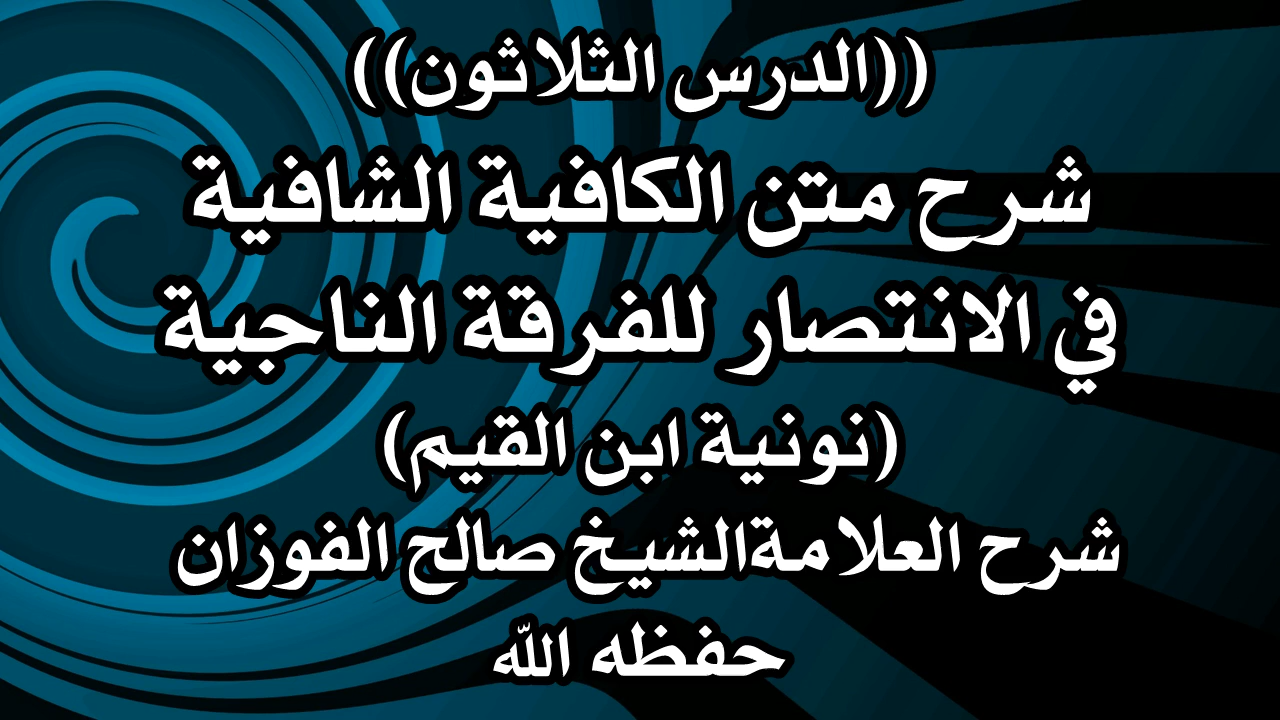 ((الدرس الثلاثون))
شرح متن الكافية الشافية
في الانتصار للفرقة الناجية
(نونية ابن القيم)
شرح العلامةالشيخ صالح الفوزان
حفظه الله